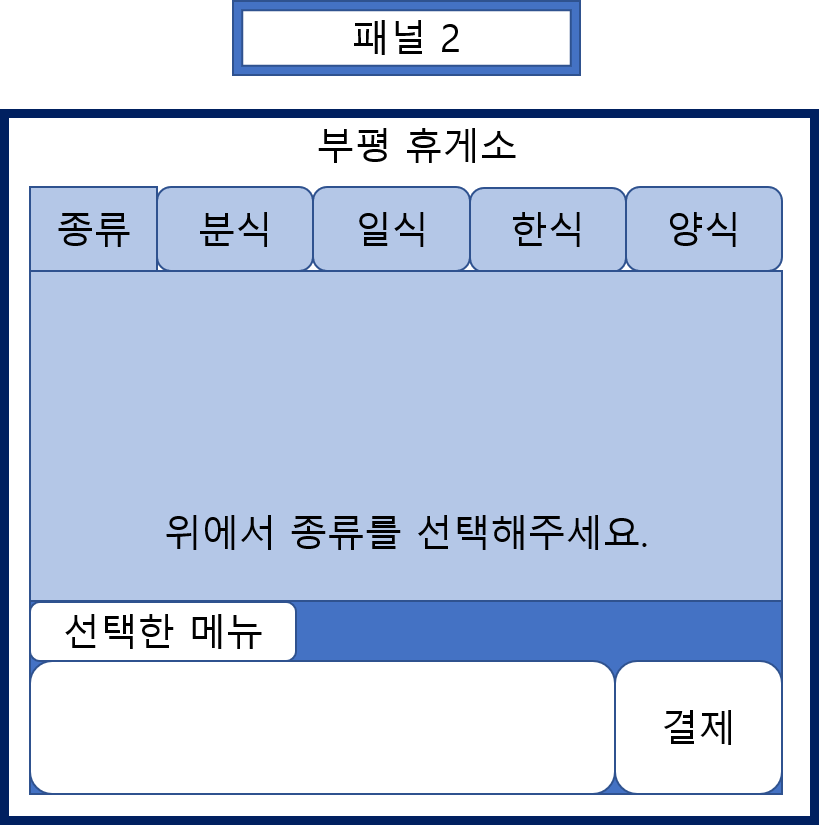 패널 2
부평 휴게소
종류 분식 일식 한식 양식
위에서 종류를 선택해주세요.
선택한 메뉴
결제